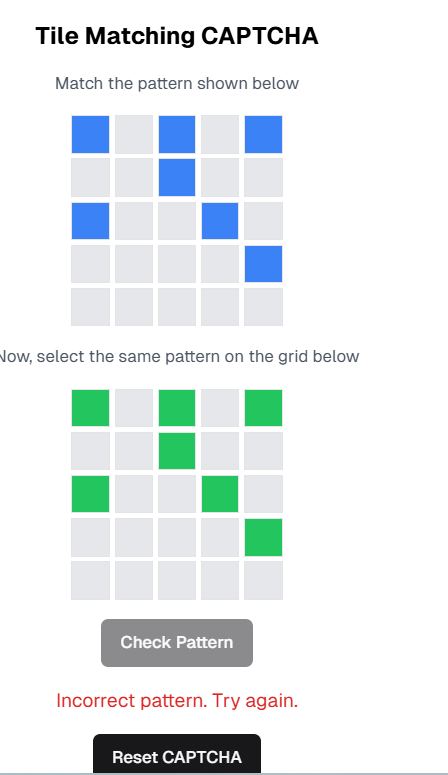 Tile Matching CAPTCHA
Match the pattern shown below
Now, select the same pattern on the grid below
Check Pattern
Incorrect pattern. Try again.
Reset CAPTCHA